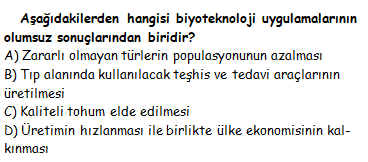 Aşağıdakilerden hangisi biyoteknoloji uygulamalarının
olumsuz sonuçlarından biridir?
A) Zararlı olmayan türlerin populasyonunun azalması
B) Tıp alanında kullanılacak teşhis ve tedavi araçlarının
üretilmesi
C) Kaliteli tohum elde edilmesi
D) Üretimin hızlanması ile birlikte ülke ekonomisinin kal-
kınması